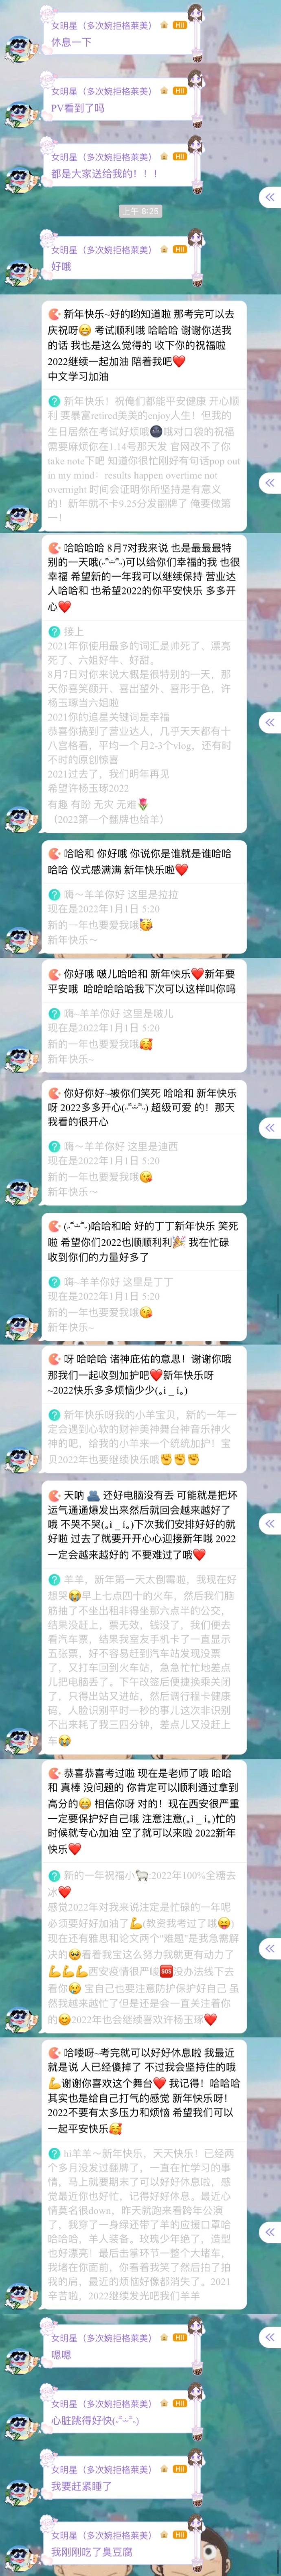 女明星（多次婉拒格莱美）
休息一下
女明星（多次婉拒格莱美）
PV看到了吗
女明星（多次婉拒格莱美）
都是大家送给我的！！！
上午 8:25
女明星（多次婉拒格莱美）
好哦
新年快乐~好的哟知道啦 那考完可以去
庆祝呀😁 考试顺利哦 哈哈哈 谢谢你送我
的话 我也是这么觉得的 收下你的祝福啦
2022继续一起加油 陪着我吧❤️
中文学习加油
新年快乐！祝俺们都能平安健康 开心顺
利 要暴富retired美美的enjoy人生！但我的
生日居然在考试好烦呃🌚哦对口袋的祝福
需要麻烦你在1.14号那天发 官网改不了你
take note下吧 知道你很忙刚好有句话pop out
in my mind：results happen overtime not
overnight 时间会证明你所坚持是有意义
的！新年就不卡9.25分发翻牌了 俺要做第
一！
哈哈哈哈 8月7对我来说 也是最最最特
别的一天哦(˶‾᷄ ⁻̫ ‾᷅˵)可以给你们幸福的我 也很
幸福 希望新的一年我可以继续保持 营业达
人哈哈和 也希望2022的你平安快乐 多多开
心❤️
接上
2021年你使用最多的词汇是帅死了、漂亮
死了、六姐好牛、好甜。
8月7日对你来说大概是很特别的一天，那
天你喜笑颜开、喜出望外、喜形于色，许
杨玉琢当六姐啦
2021你的追星关键词是幸福
恭喜你搞到了营业达人，几乎天天都有十
八宫格看，平均一个月2-3个vlog，还有时
不时的原创惊喜
2021过去了，我们明年再见
希望许杨玉琢2022
有趣 有盼 无灾 无难🌷
｛2022第一个翻牌也给羊｝
哈哈和 你好哦 你说你是谁就是谁哈哈
哈哈 仪式感满满 新年快乐啦❤️
嗨～羊羊你好 这里是拉拉
现在是2022年1月1日 5:20
新的一年也要爱我哦🥳
新年快乐～
你好哦 啵儿哈哈和 新年快乐❤️新年要
平安哦 哈哈哈哈哈我下次可以这样叫你吗
嗨~羊羊你好 这里是啵儿
现在是2022年1月1日 5:20
新的一年也要爱我哦🥰
新年快乐~
你好你好~被你们笑死 哈哈和 新年快乐
呀 2022多多开心(˶‾᷄ ⁻̫ ‾᷅˵) 超级可爱 的！那天
我看的很开心
嗨～羊羊你好 这里是迪西
现在是2022年1月1日 5:20
新的一年也要爱我哦😘
新年快乐～
(˶‾᷄ ⁻̫ ‾᷅˵)哈哈和哈 好的丁丁新年快乐 笑死
啦 希望你们2022也顺顺利利🎉 我在忙碌
收到你们的力量好多了
嗨~羊羊你好 这里是丁丁
现在是2022年1月1日 5:20
新的一年也要爱我哦😘
新年快乐~
呀 哈哈哈 诸神庇佑的意思！谢谢你哦
那我们一起收到加护吧❤️新年快乐呀
~2022快乐多多烦恼少少(｡i _ i｡)
新年快乐呀我的小羊宝贝，新的一年一
定会遇到心软的财神美神舞台神音乐神火
神的吧，给我的小羊来一个统统加护！宝
贝2022年也要继续快乐哦✊✊✊
天呐 🫂 还好电脑没有丢 可能就是把坏
运气通通爆发出来然后就回会越来越好了
哦 不哭不哭(｡i _ i｡)下次我们安排好好的就
好啦 过去了就要开开心心迎接新年哦 2022
一定会越来越好的 不要难过了哦❤️
羊羊，新年第一天太倒霉啦，我现在好
想哭😭早上七点四十的火车，然后我们脑
筋抽了不坐出租非得坐那六点半的公交，
结果没赶上，票无效，钱没了，我们便去
看汽车票，结果我室友手机卡了一直显示
五张票，好不容易赶到汽车站发现没票
了，又打车回到火车站，急急忙忙地差点
儿把电脑丢了。下午改签后便捷换乘关闭
了，只得出站又进站，然后调行程卡健康
码，人脸识别平时一秒的事儿这次非识别
不出来耗了我三四分钟，差点儿又没赶上
车😭
恭喜恭喜考过啦 现在是老师了哦 哈哈
和 真棒 没问题的 你肯定可以顺利通过拿到
高分的😁 相信你呀 对的！现在西安很严重
一定要保护好自己哦 注意注意(｡i _ i｡)忙的
时候就专心加油 空了就可以来啦 2022新年
快乐❤️
新的一年祝福小🐑:2022年100%全糖去
冰❤️
感觉2022年对我来说注定是忙碌的一年呢
必须要好好加油了💪(教资我考过了哦😛)
现在还有雅思和论文两个"难题"是我急需解
决的🥺看着我宝这么努力我就更有动力了
💪💪💪西安疫情很严峻🆘没办法线下去
看你😢 宝自己也要注意防护保护好自己 虽
然我越来越忙了但是还是会一直关注着你
的😊2022年也会继续喜欢许杨玉琢❤️
哈喽呀~考完就可以好好休息啦 我最近
就是说 人已经傻掉了 不过我会坚持住的哦
💪谢谢你喜欢这个舞台❤️ 我记得！哈哈哈
其实也是给自己打气的感觉 新年快乐呀！
2022不要有太多压力和烦恼 希望我们可以
一起平安快乐🥰
hi羊羊～新年快乐，天天快乐！已经两
个多月没发过翻牌了，一直在忙学习的事
情，马上就要期末了可以好好休息啦，感
觉最近你也好忙，记得好好休息。最近心
情莫名很down，昨天就跑来看跨年公演
了，我穿了一身绿还带了羊的应援口罩哈
哈哈哈，羊人装备。玫瑰少年绝了，造型
也好漂亮！最后击掌环节一整个大堵车，
我堵在你面前，你看着我笑了然后拍了拍
我的肩，最近的烦恼好像都消失了。2021
辛苦啦，2022继续发光吧我们羊羊
女明星（多次婉拒格莱美）
嗯嗯
女明星（多次婉拒格莱美）
心脏跳得好快(˶‾᷄ ⁻̫ ‾᷅˵)
女明星（多次婉拒格莱美）
我要赶紧睡了
女明星（多次婉拒格莱美）
我刚刚吃了臭豆腐